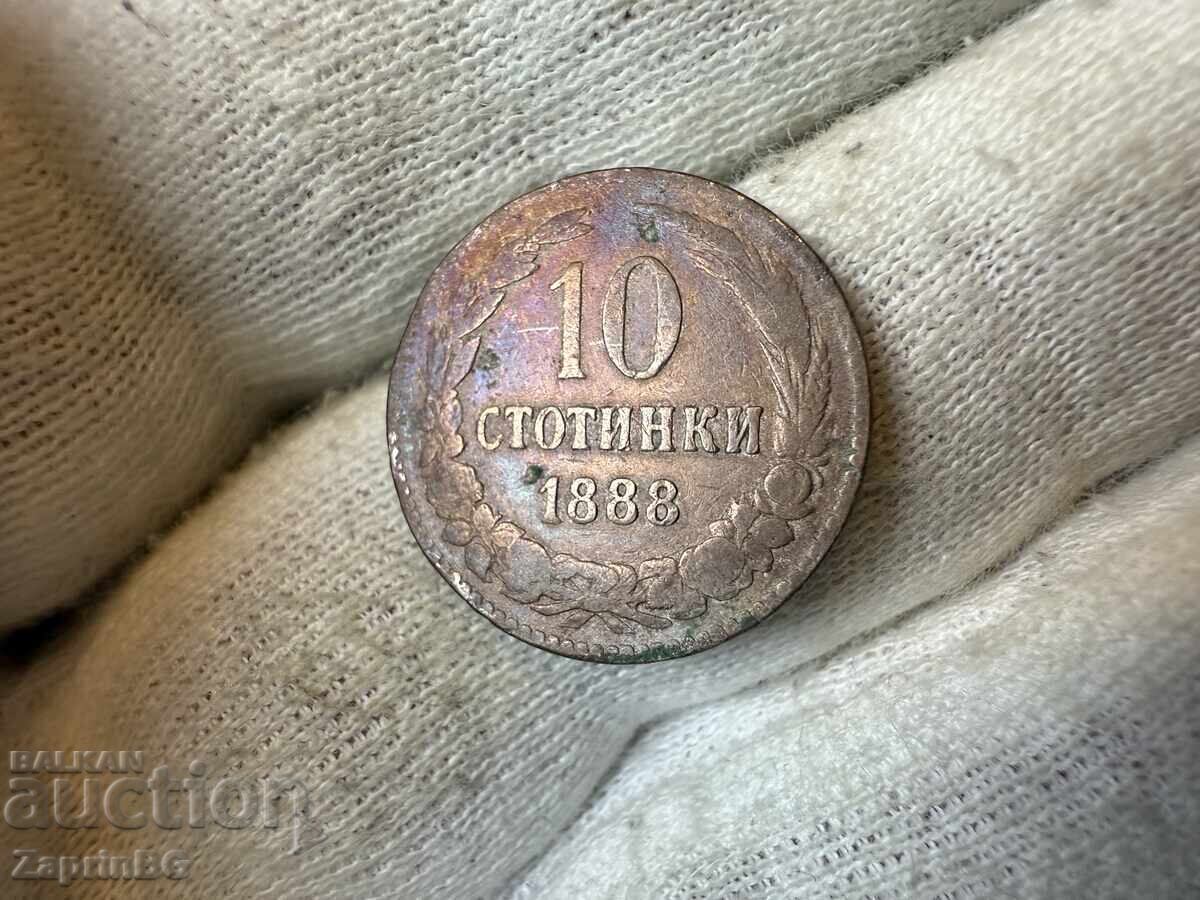 10
СТОТИНКИ
1888
BALKAN
auction
ZaprinBG